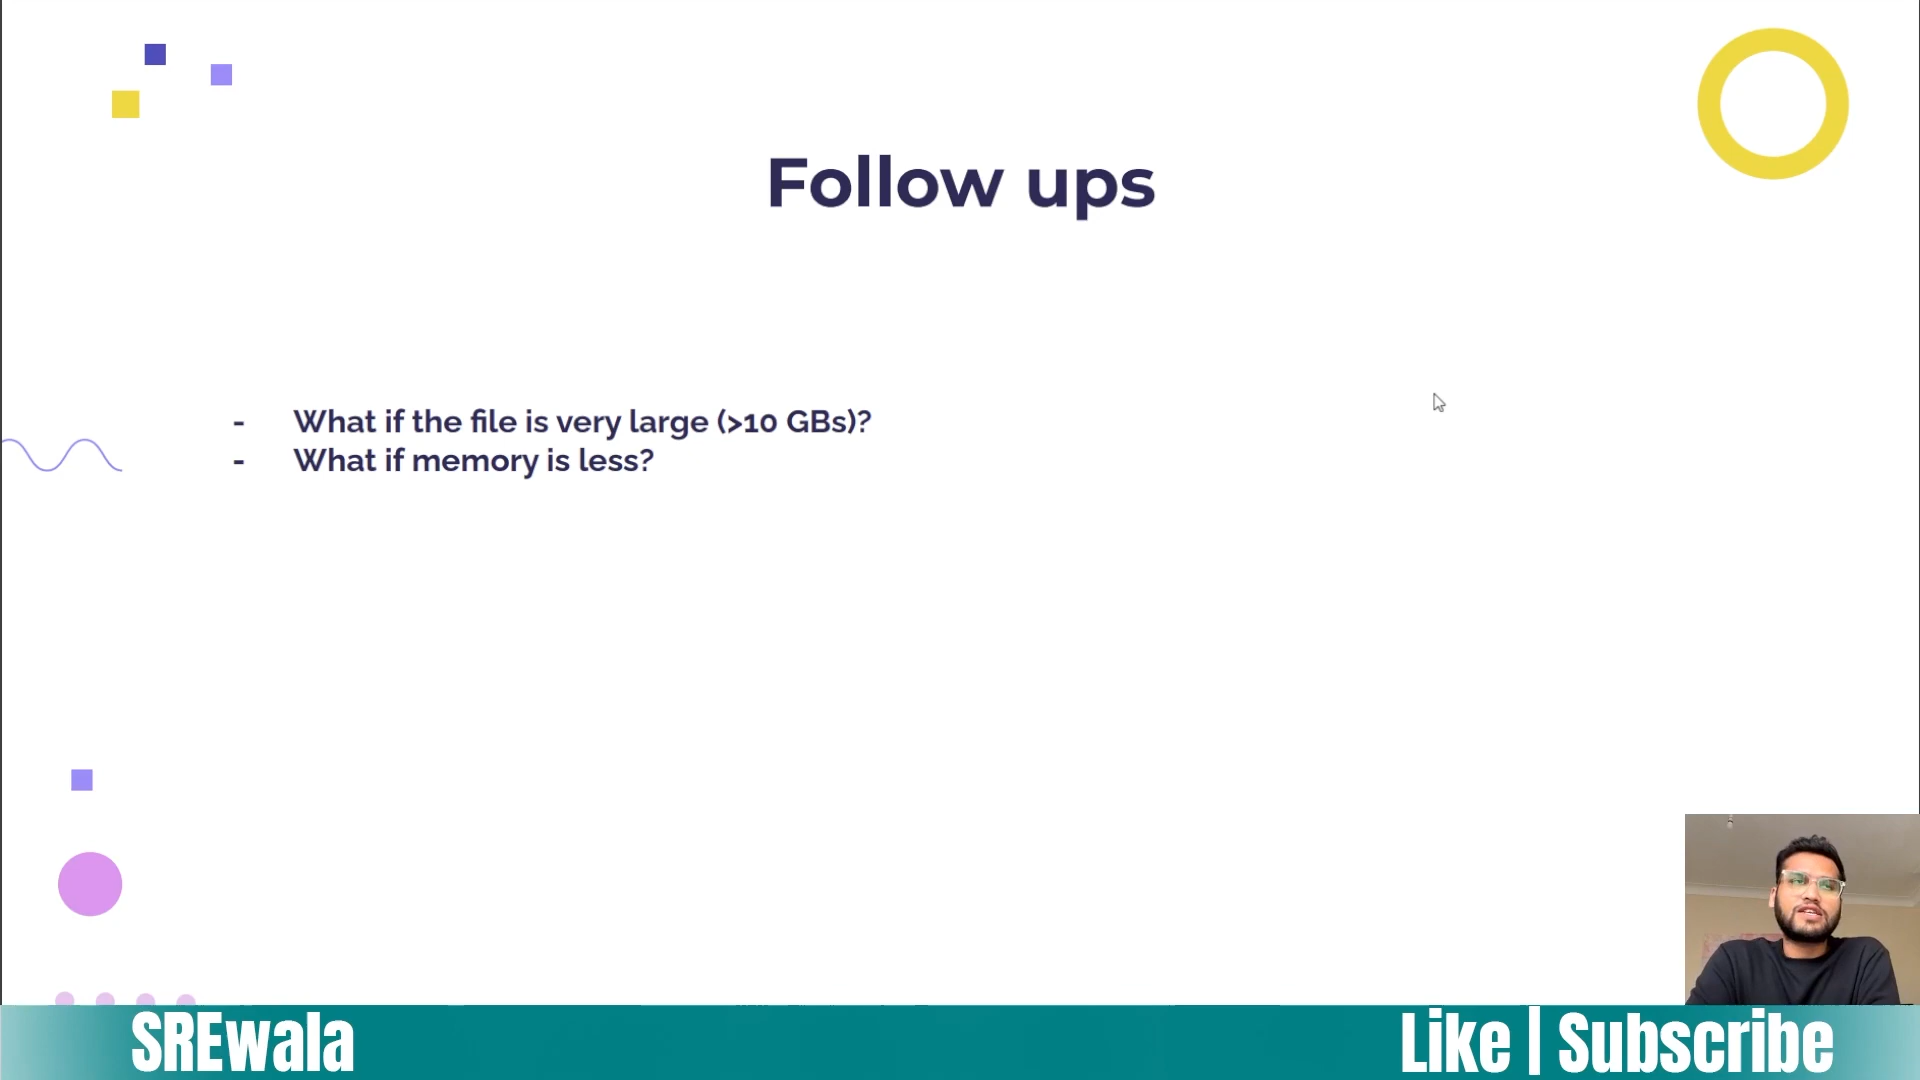 Follow ups
- What if the file is very large (>10 GBs)?
- What if memory is less?
SREwala
Like | Subscribe